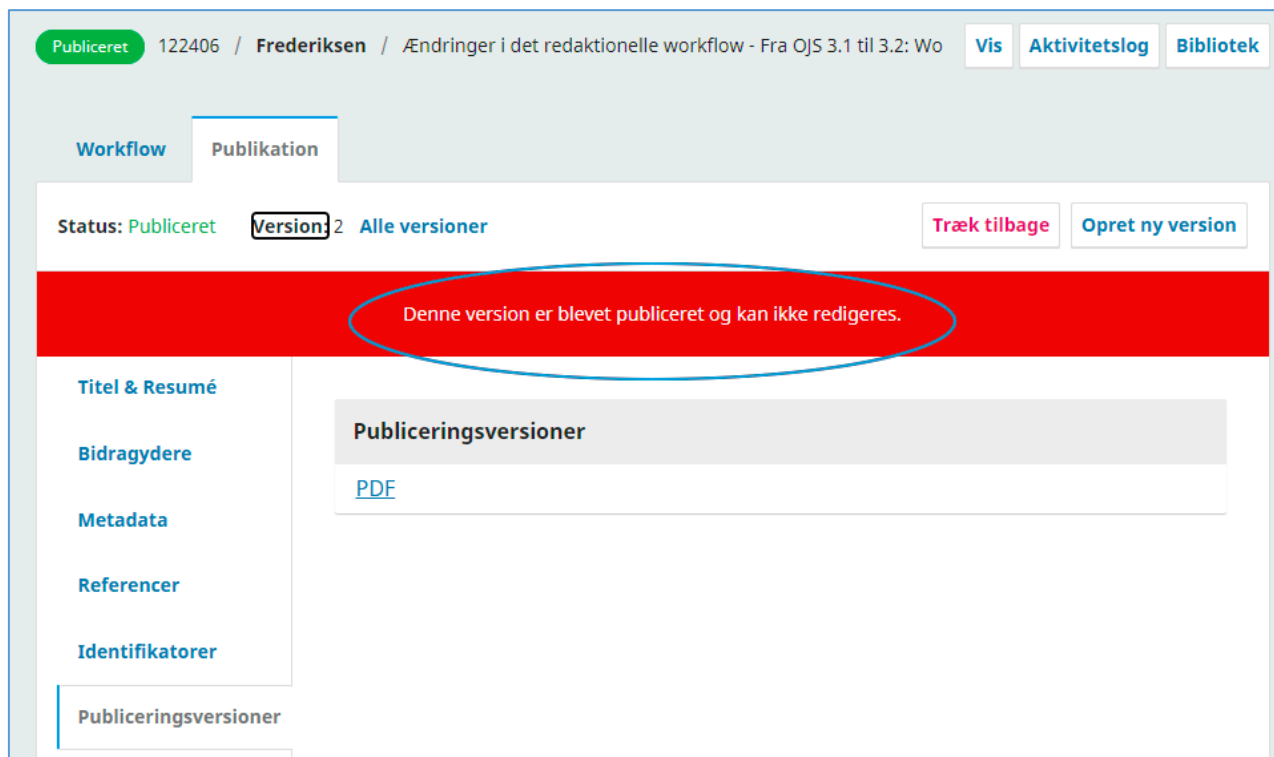 Publiceret 122406 / Frederiksen / Ændringer i det redaktionelle workflow - Fra OJS 3.1 til 3.2: Wo Vis Aktivitetslog Bibliotek
Workflow Publikation
Status: Publiceret Version: 2 Alle versioner Træk tilbage Opret ny version
Denne version er blevet publiceret og kan ikke redigeres.
Titel & Resumé
Bidragydere
Metadata
Referencer
Identifikatorer
Publiceringsversioner
Publiceringsversioner
PDF